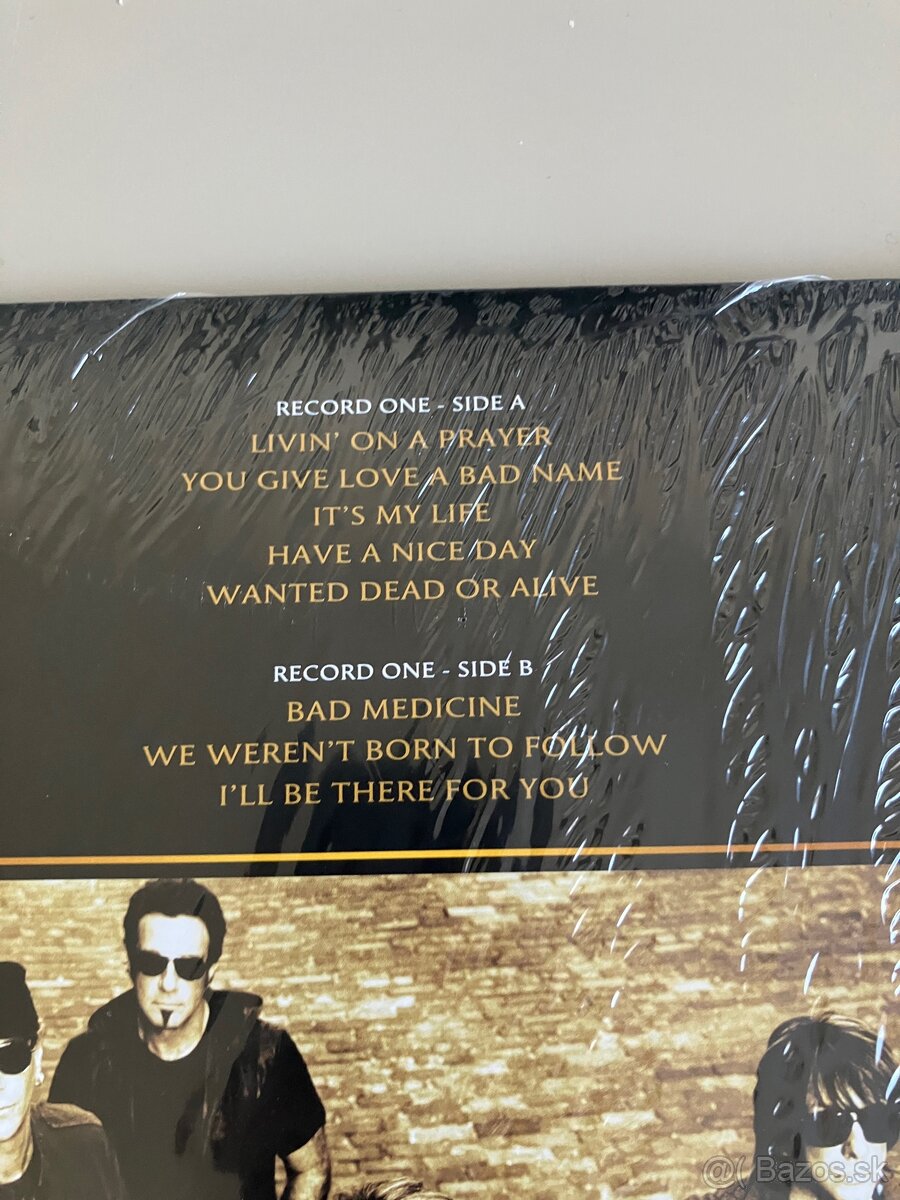 RECORD ONE - SIDE A
LIVIN' ON A PRAYER
YOU GIVE LOVE A BAD NAME
IT'S MY LIFE
HAVE A NICE DAY
WANTED DEAD OR ALIVE
RECORD ONE - SIDE B
BAD MEDICINE
WE WEREN'T BORN TO FOLLOW
I'LL BE THERE FOR YOU
@( Bazos.sk